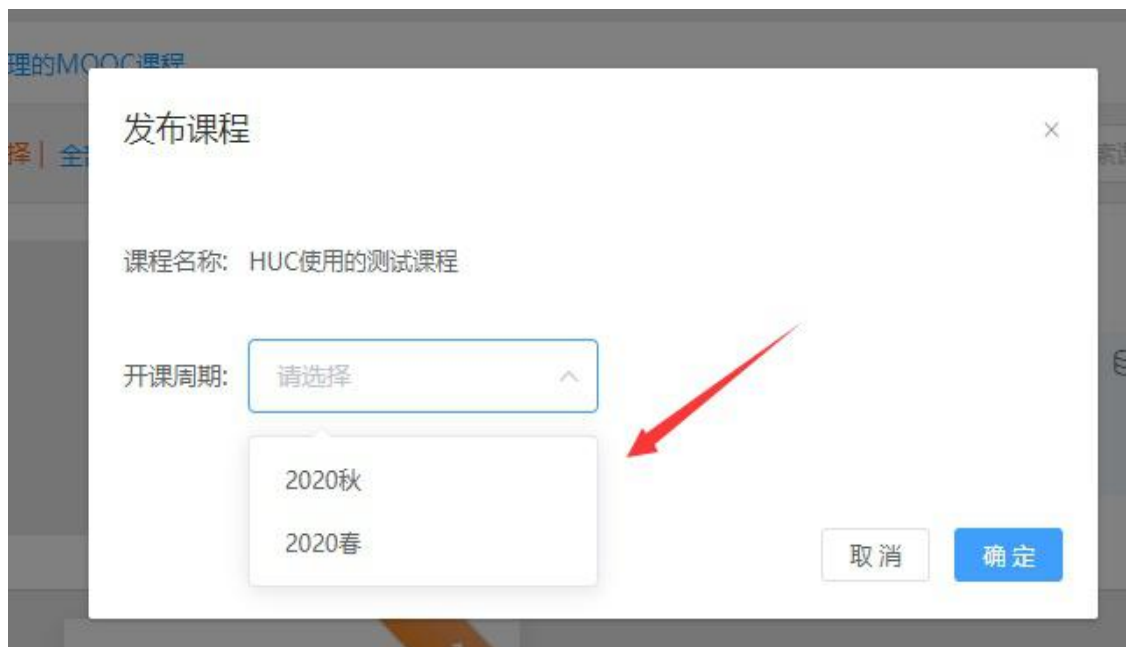 理的MOOC课程
发布课程
择 | 全
课程名称: HUC使用的测试课程
开课周期: 请选择
2020秋
2020春
取消 确定